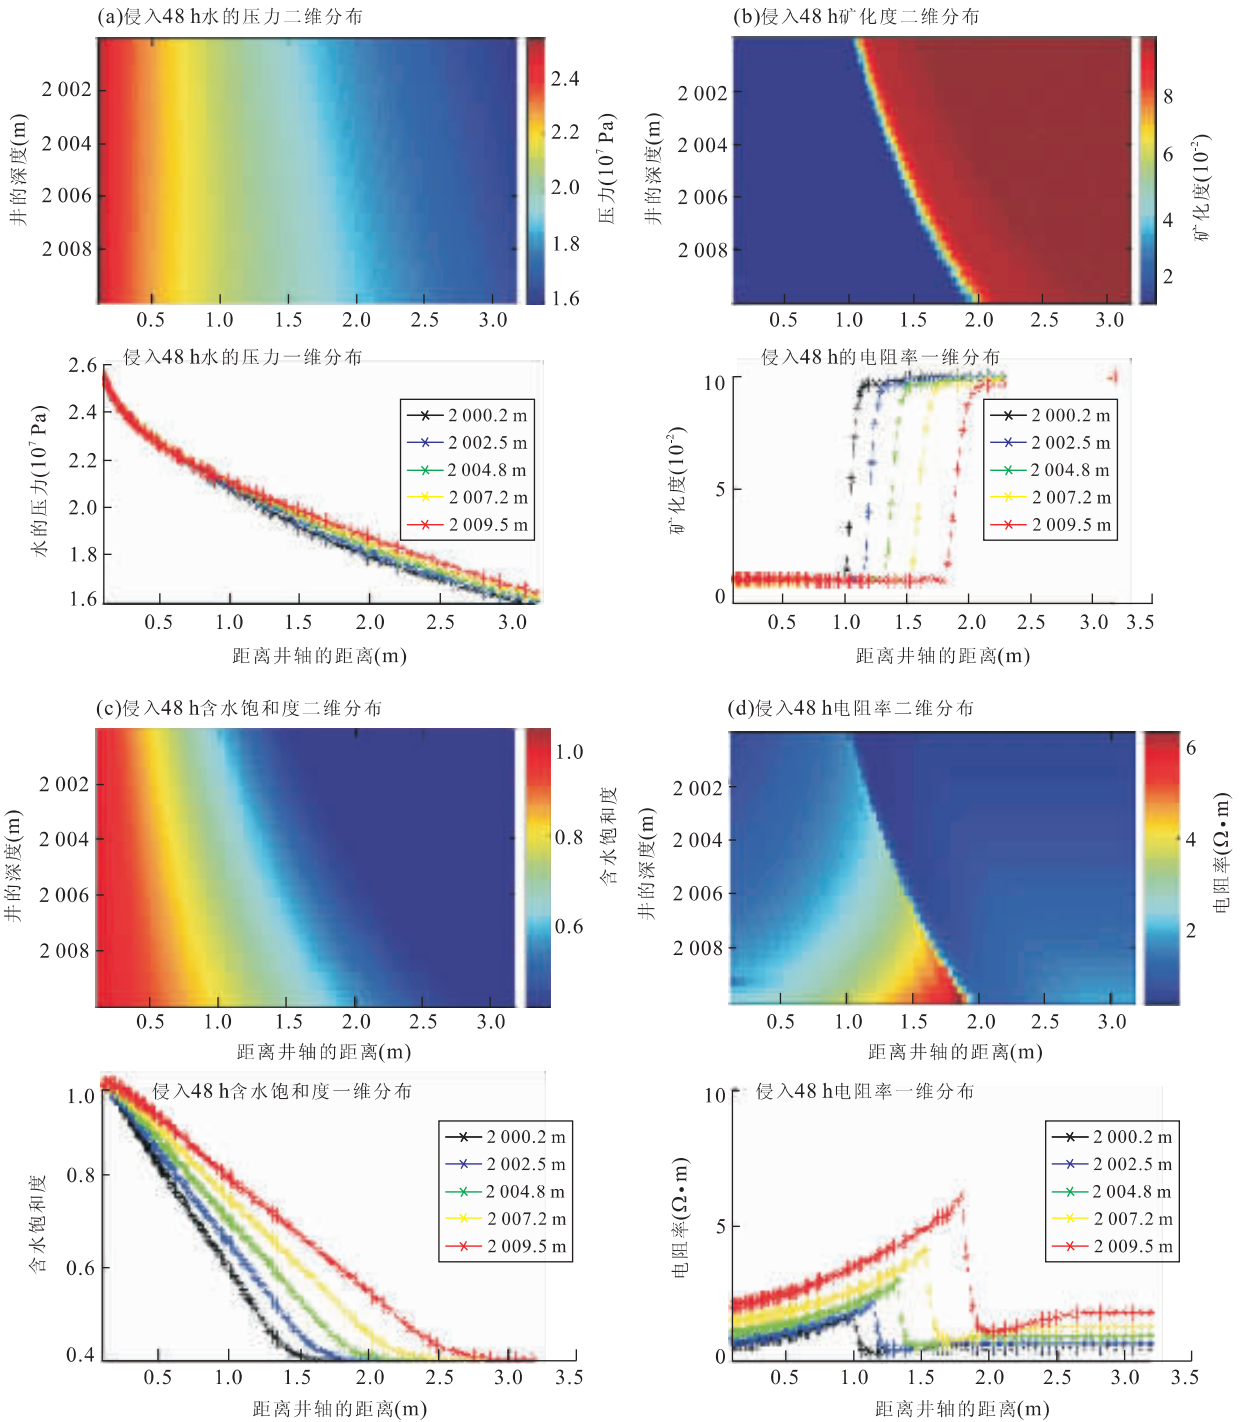 (a)侵入48 h水的压力二维分布
2 002
2 004
2 006
2 008
井的深度(m)
0.5 1.0 1.5 2.0 2.5 3.0
2.4
2.2
2.0
1.8
1.6
压力(10⁷ Pa)
(b)侵入48 h矿化度二维分布
2 002
2 004
2 006
2 008
井的深度(m)
0.5 1.0 1.5 2.0 2.5 3.0
8
6
4
2
矿化度(10⁻²)
侵入48 h水的压力一维分布
2.6
2.4
2.2
2.0
1.8
1.6
水的压力(10⁷ Pa)
2 000.2 m
2 002.5 m
2 004.8 m
2 007.2 m
2 009.5 m
0.5 1.0 1.5 2.0 2.5 3.0
距离井轴的距离(m)
侵入48 h的电阻率一维分布
10
5
0
矿化度(10⁻²)
2 000.2 m
2 002.5 m
2 004.8 m
2 007.2 m
2 009.5 m
0.5 1.0 1.5 2.0 2.5 3.0 3.5
距离井轴的距离(m)
(c)侵入48 h含水饱和度二维分布
2 002
2 004
2 006
2 008
井的深度(m)
0.5 1.0 1.5 2.0 2.5 3.0
距离井轴的距离(m)
1.0
0.8
0.6
含水饱和度
(d)侵入48 h电阻率二维分布
2 002
2 004
2 006
2 008
井的深度(m)
0.5 1.0 1.5 2.0 2.5 3.0
距离井轴的距离(m)
6
4
2
电阻率(Ω•m)
侵入48 h含水饱和度一维分布
1.0
0.8
0.6
0.4
含水饱和度
2 000.2 m
2 002.5 m
2 004.8 m
2 007.2 m
2 009.5 m
0.5 1.0 1.5 2.0 2.5 3.0 3.5
距离井轴的距离(m)
侵入48 h电阻率一维分布
10
5
0
电阻率(Ω•m)
2 000.2 m
2 002.5 m
2 004.8 m
2 007.2 m
2 009.5 m
0.5 1.0 1.5 2.0 2.5 3.0 3.5
距离井轴的距离(m)